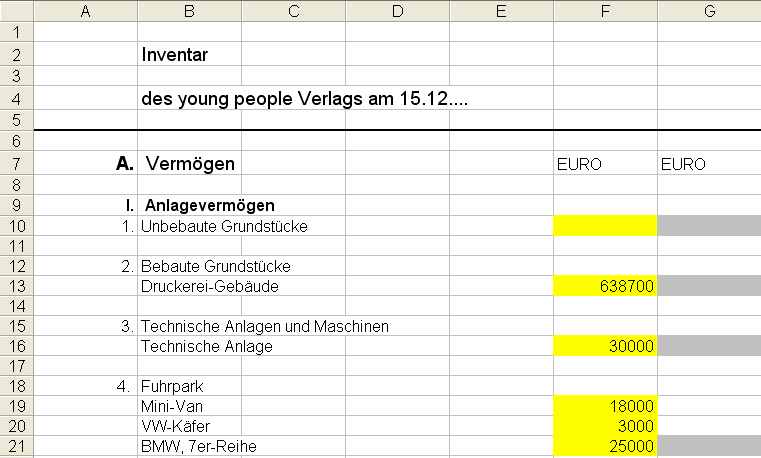 A B C D E F G
1
2 Inventar
3
4 des young people Verlags am 15.12....
5
6
7 A. Vermögen EURO EURO
8
9 I. Anlagevermögen
10 1. Unbebaute Grundstücke
11
12 2. Bebaute Grundstücke
13 Druckerei-Gebäude 638700
14
15 3. Technische Anlagen und Maschinen
16 Technische Anlage 30000
17
18 4. Fuhrpark
19 Mini-Van 18000
20 VW-Käfer 3000
21 BMW, 7er-Reihe 25000